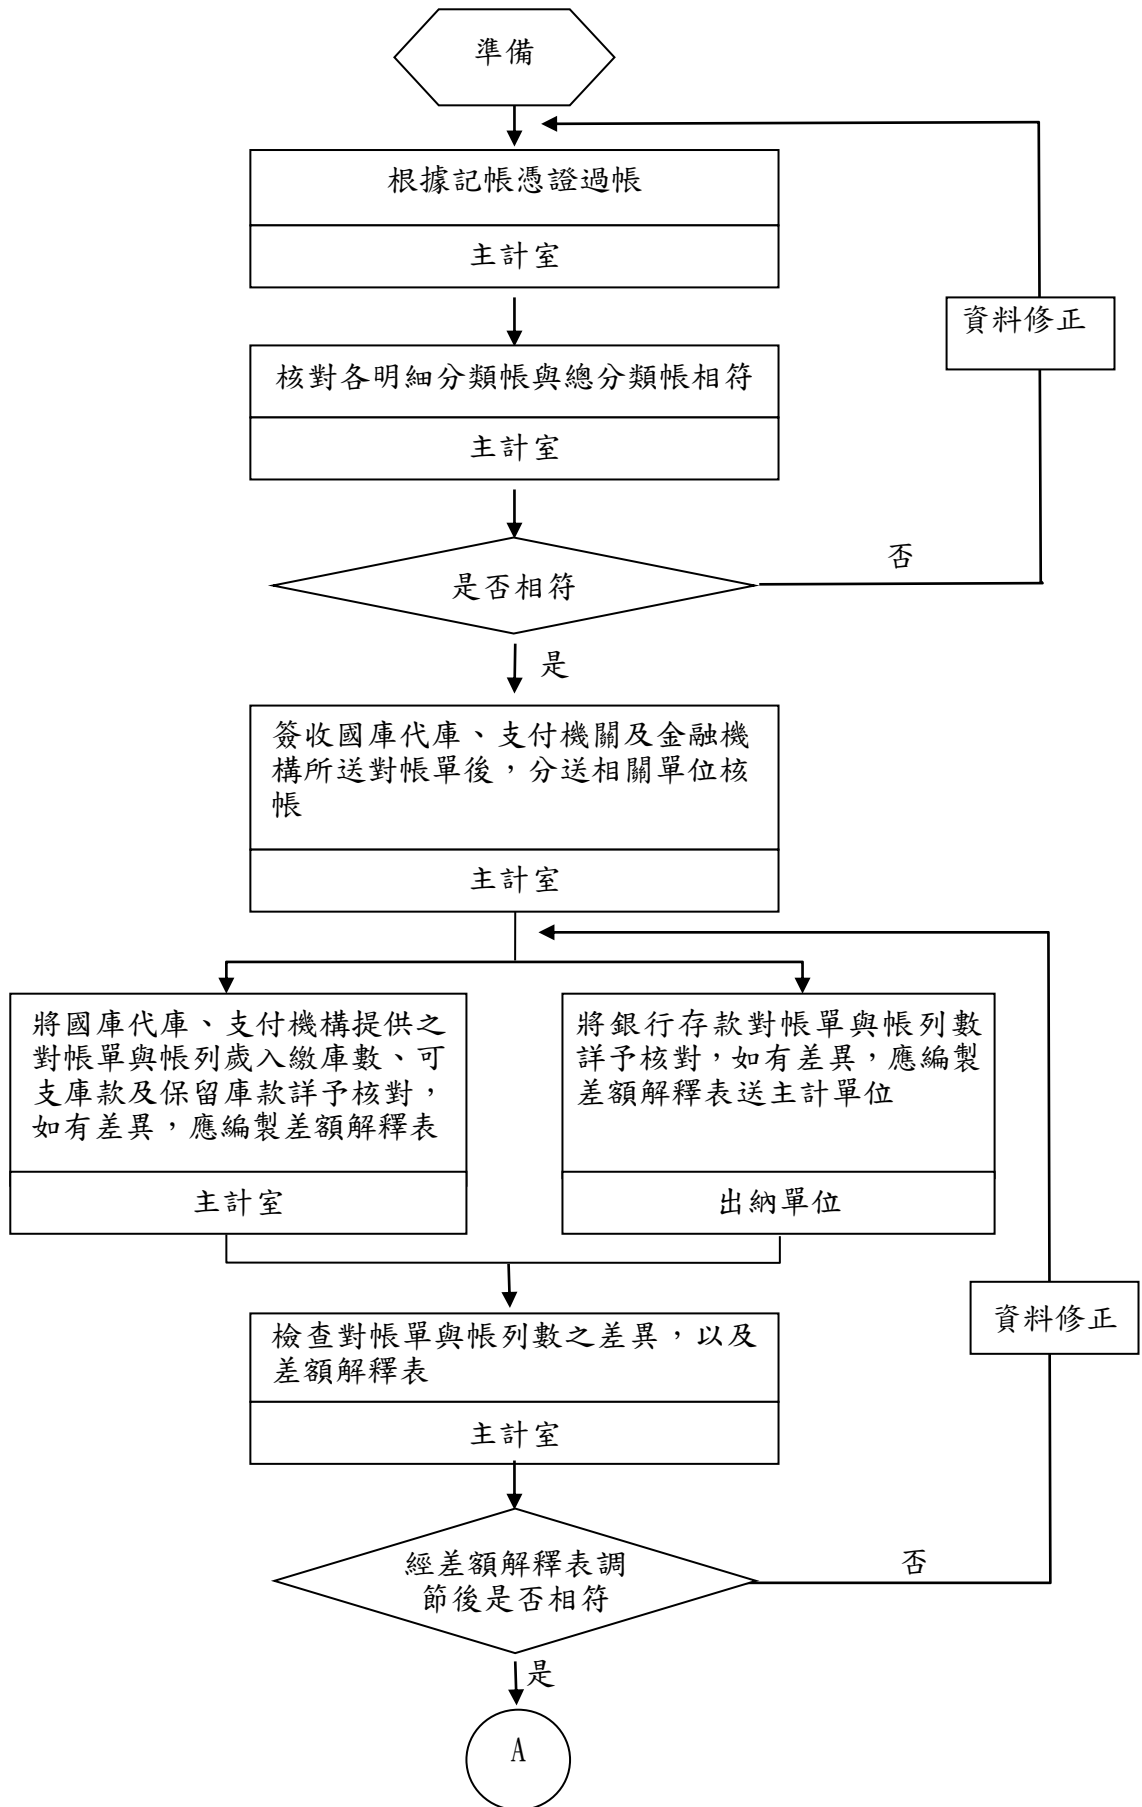 準備
根據記帳憑證過帳
主計室
資料修正
核對各明細分類帳與總分類帳相符
主計室
否
是否相符
是
簽收國庫代庫、支付機關及金融機
構所送對帳單後，分送相關單位核
帳
主計室
將國庫代庫、支付機構提供之
對帳單與帳列歲入繳庫數、可
支庫款及保留庫款詳予核對，
如有差異，應編製差額解釋表
主計室
將銀行存款對帳單與帳列數
詳予核對，如有差異，應編製
差額解釋表送主計單位
出納單位
資料修正
檢查對帳單與帳列數之差異，以及
差額解釋表
主計室
否
經差額解釋表調
節後是否相符
是
A